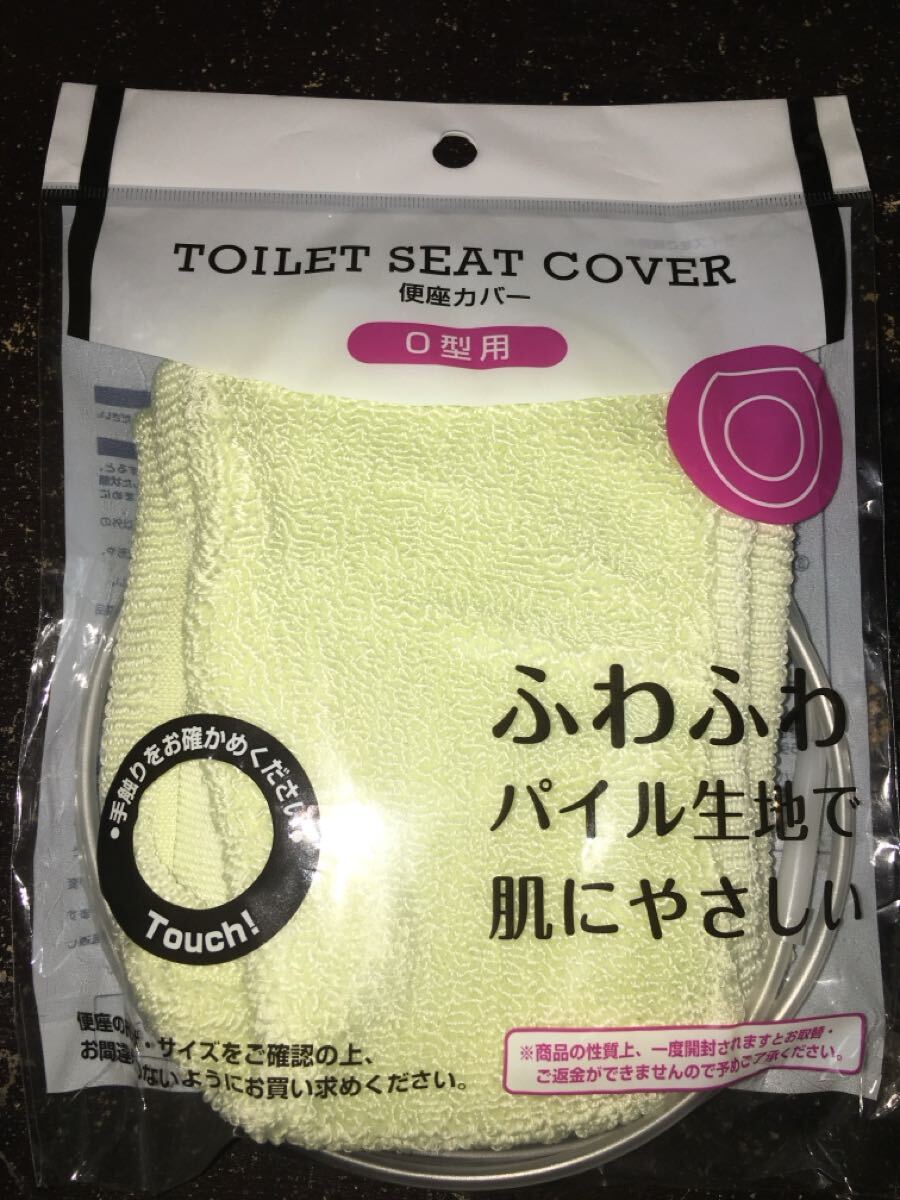 TOILET SEAT COVER
便座カバー
O型用
ふわふわ
パイル生地で
肌にやさしい
・手触りをお確かめください
Touch!
便座の・サイズをご確認の上、
お間違ないようにお買い求めください。
※商品の性質上、一度開封されますとお取替・
ご返金ができませんので予めご了承ください。